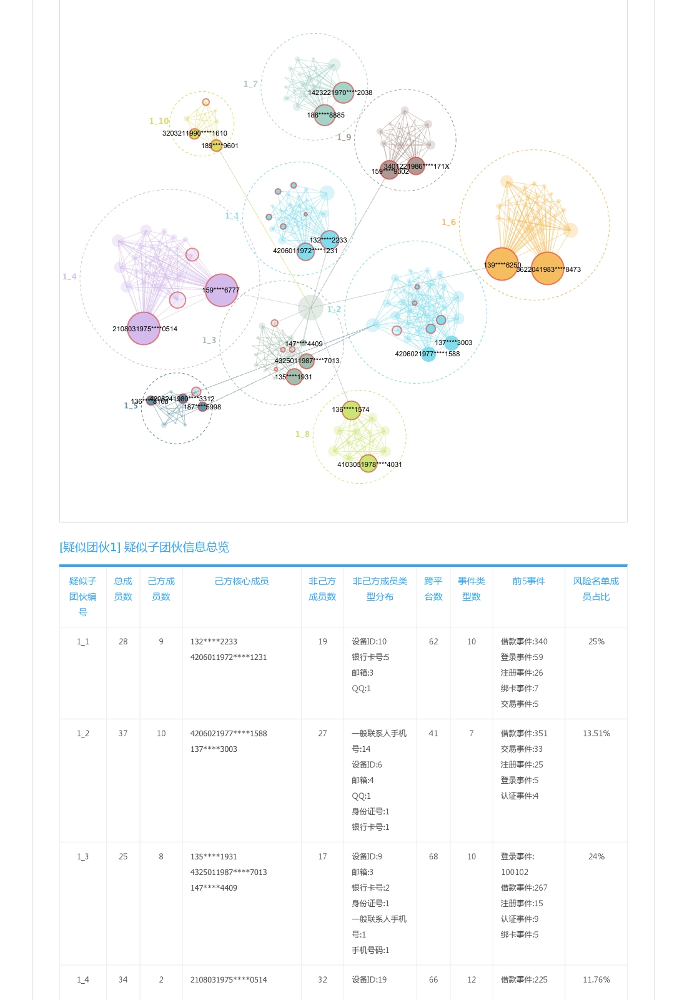 1_7
1423221970****2038
186****8885
1_10
3203211990****1610
189****9601
1_9
3401221986****171X
159****9302
1_1
132****2233
4206011972****1231
1_6
139****6250
3622041983****8473
1_4
159****6777
2108031975****0514
1_2
137****3003
4206021977****1588
1_3
147****4409
4325011987****7013
135****1931
1_5
136****8168
4206241980****3312
187****5998
136****1574
1_8
4103051978****4031
[疑似团伙1] 疑似子团伙信息总览
疑似子
团伙编
号
总成
员数
己方成
员数
己方核心成员
非己方
成员数
非己方成员类
型分布
跨平
台数
事件类
型数
前5事件
风险名单成
员占比
1_1
28
9
132****2233
4206011972****1231
19
设备ID:10
银行卡号:5
邮箱:3
QQ:1
62
10
借款事件:340
登录事件:59
注册事件:26
绑卡事件:7
交易事件:5
25%
1_2
37
10
4206021977****1588
137****3003
27
一般联系人手机
号:14
设备ID:6
邮箱:4
QQ:1
身份证号:1
银行卡号:1
41
7
借款事件:351
交易事件:33
注册事件:25
登录事件:5
认证事件:4
13.51%
1_3
25
8
135****1931
4325011987****7013
147****4409
17
设备ID:9
邮箱:3
银行卡号:2
身份证号:1
一般联系人手机
号:1
手机号码:1
68
10
登录事件:
100102
借款事件:267
注册事件:15
认证事件:9
绑卡事件:5
24%
1_4
34
2
2108031975****0514
32
设备ID:19
66
12
借款事件:225
11.76%